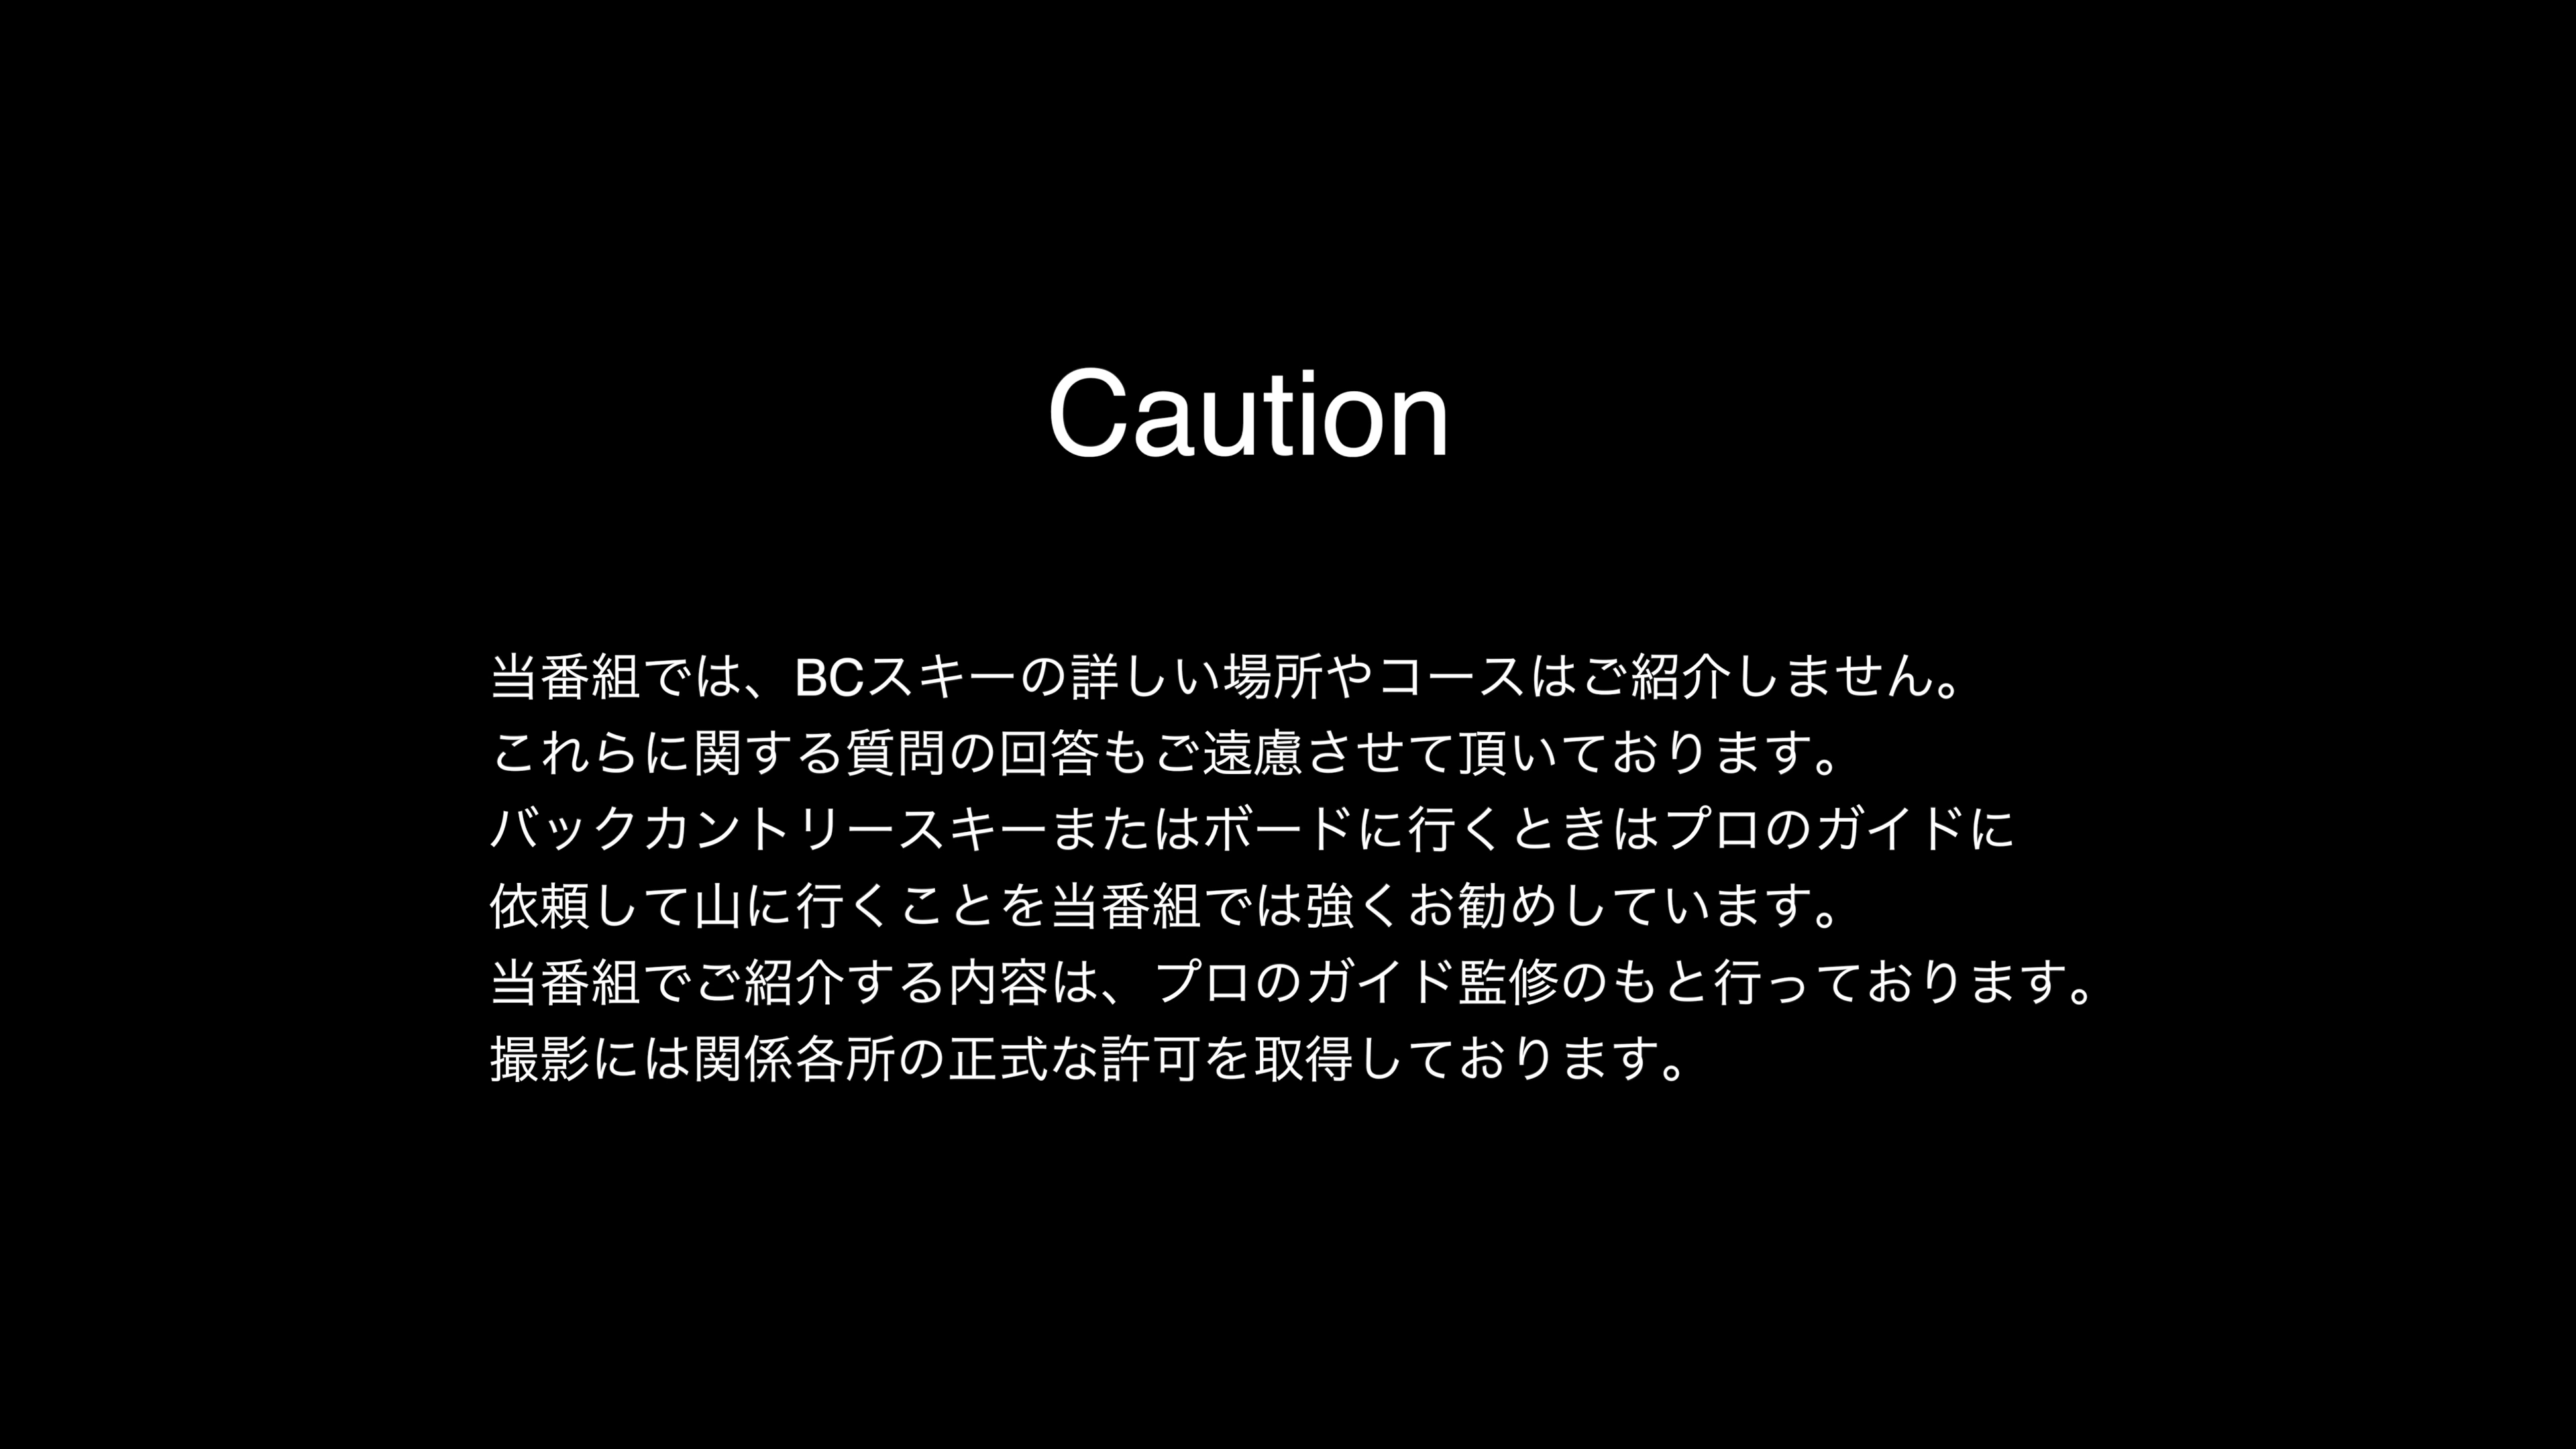 Caution
当番組では、BCスキーの詳しい場所やコースはご紹介しません。
これらに関する質問の回答もご遠慮させて頂いております。
バックカントリースキーまたはボードに行くときはプロのガイドに
依頼して山に行くことを当番組では強くお勧めしています。
当番組でご紹介する内容は、プロのガイド監修のもと行っております。
撮影には関係各所の正式な許可を取得しております。